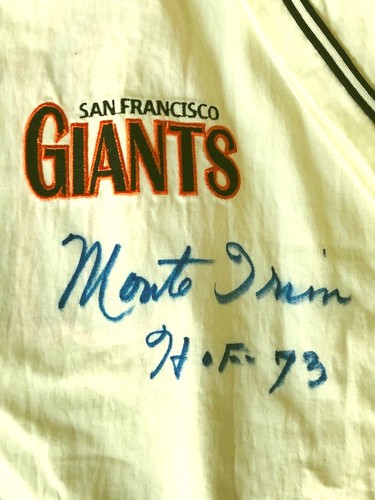 SAN FRANCISCO
GIANTS
Monte Irvin
H.F. 73